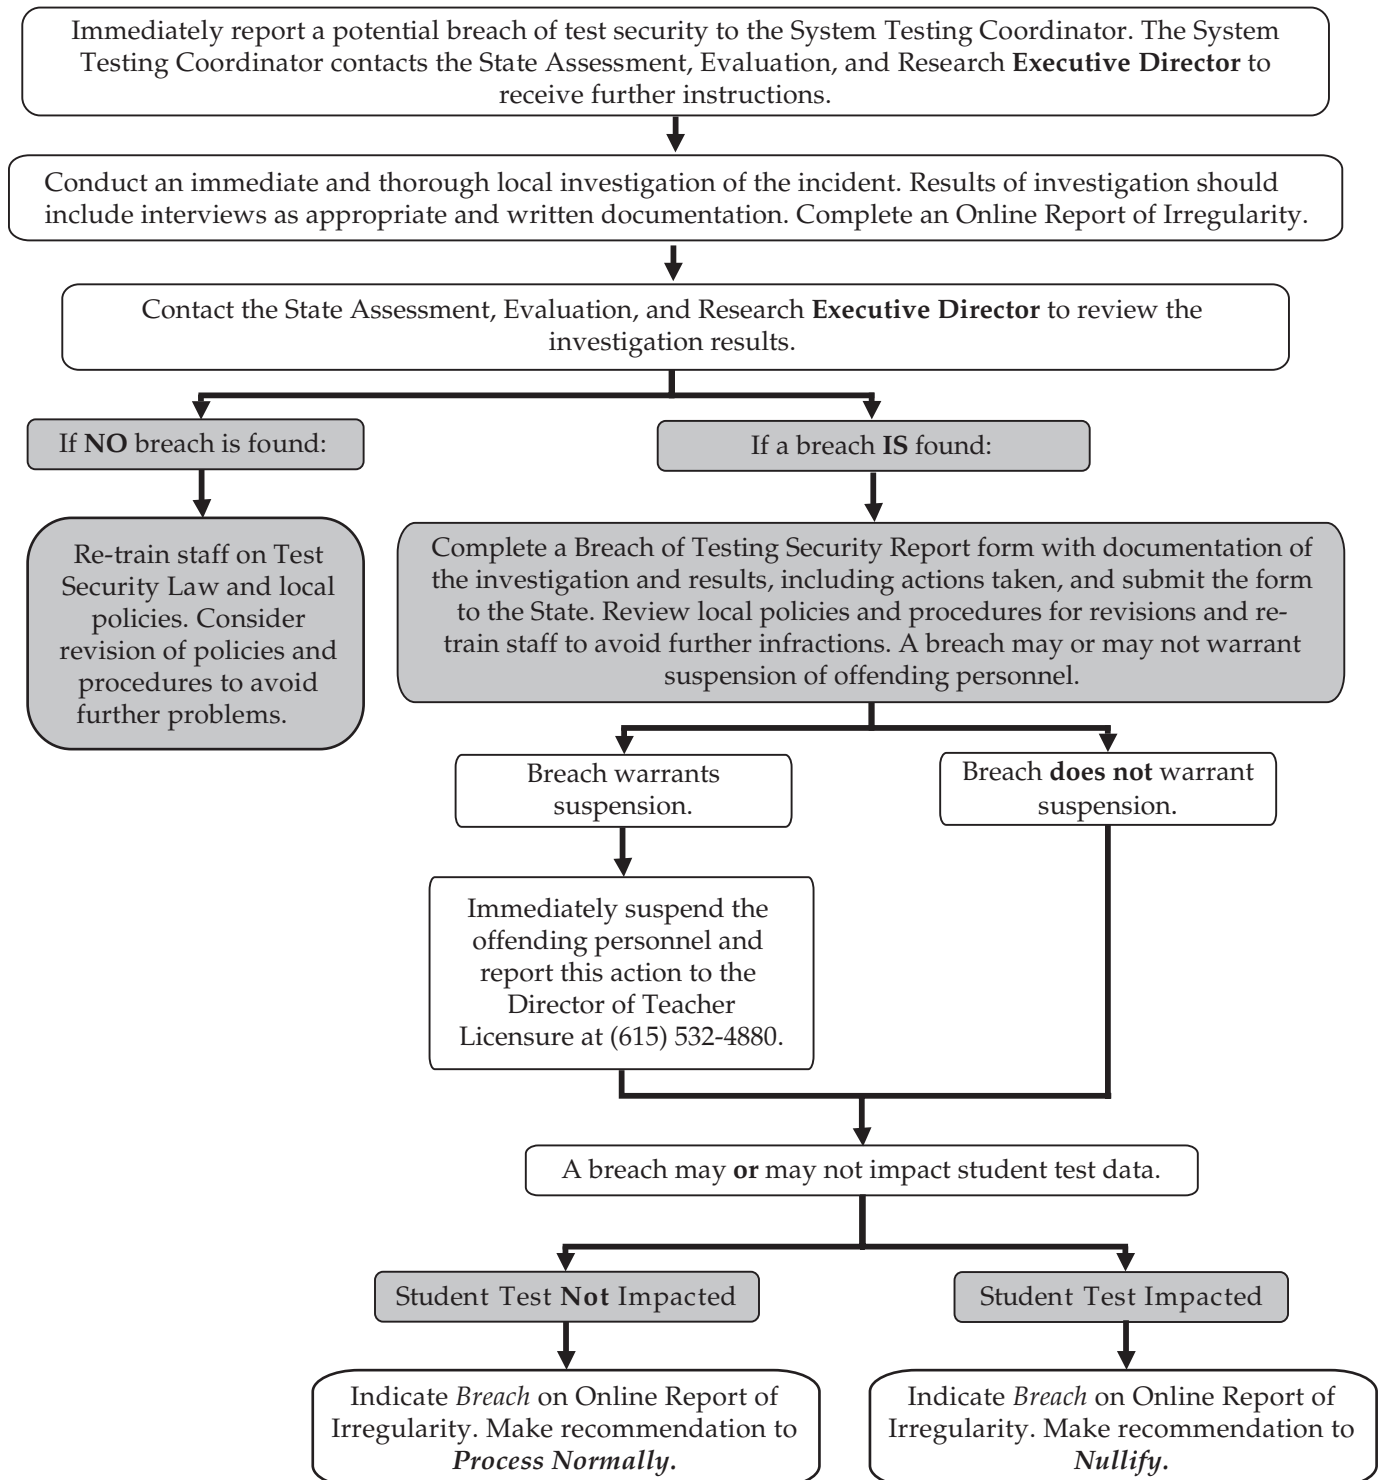 Immediately report a potential breach of test security to the System Testing Coordinator. The System
Testing Coordinator contacts the State Assessment, Evaluation, and Research Executive Director to
receive further instructions.
Conduct an immediate and thorough local investigation of the incident. Results of investigation should
include interviews as appropriate and written documentation. Complete an Online Report of Irregularity.
Contact the State Assessment, Evaluation, and Research Executive Director to review the
investigation results.
If NO breach is found:
If a breach IS found:
Re-train staff on Test
Security Law and local
policies. Consider
revision of policies and
procedures to avoid
further problems.
Complete a Breach of Testing Security Report form with documentation of
the investigation and results, including actions taken, and submit the form
to the State. Review local policies and procedures for revisions and re-
train staff to avoid further infractions. A breach may or may not warrant
suspension of offending personnel.
Breach warrants
suspension.
Breach does not warrant
suspension.
Immediately suspend the
offending personnel and
report this action to the
Director of Teacher
Licensure at (615) 532-4880.
A breach may or may not impact student test data.
Student Test Not Impacted
Student Test Impacted
Indicate Breach on Online Report of
Irregularity. Make recommendation to
Process Normally.
Indicate Breach on Online Report of
Irregularity. Make recommendation to
Nullify.